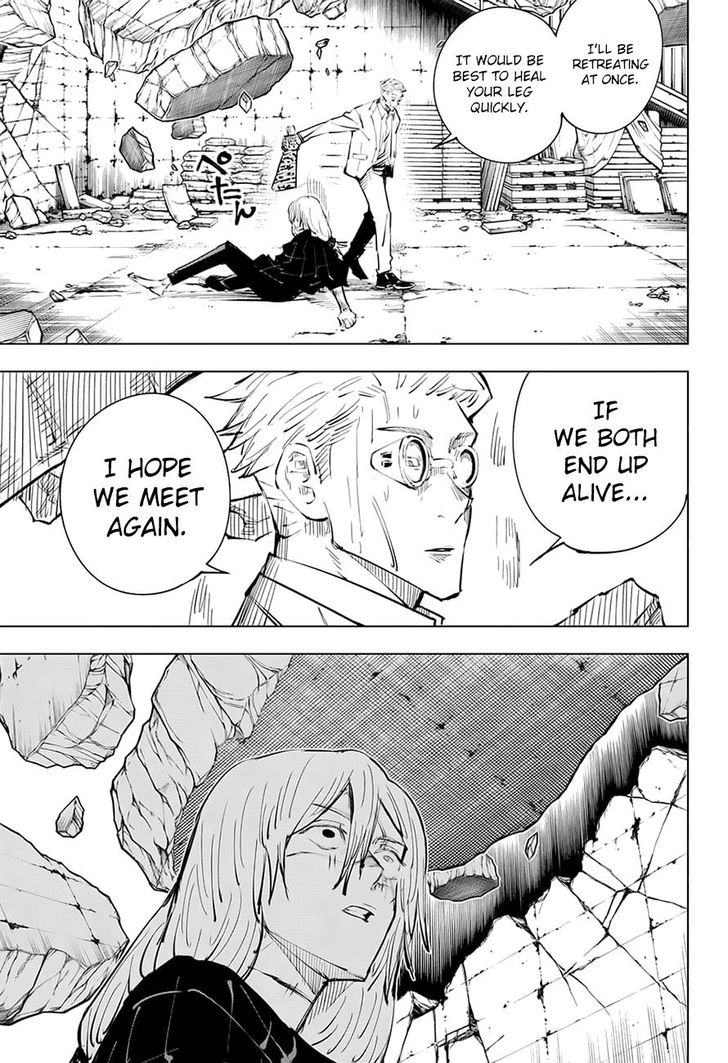 I'LL BE
RETREATING
AT ONCE.
IT WOULD BE
BEST TO HEAL
YOUR LEG
QUICKLY.
ぺたん
IF
WE BOTH
END UP
ALIVE...
I HOPE
WE MEET
AGAIN.